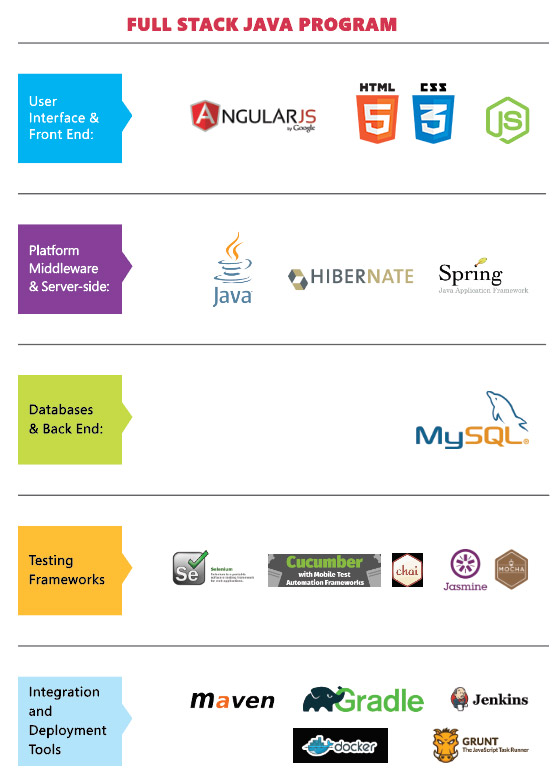 FULL STACK JAVA PROGRAM
User
Interface &
Front End:
ANGULARJS
by Google
HTML
5
CSS
3
JS
Platform
Middleware
& Server-side:
Java
HIBERNATE
Spring
Java Application Framework
Databases
& Back End:
MySQL
Testing
Frameworks
Se
Selenium
Cucumber
with Mobile Test
Automation Frameworks
chai
Jasmine
MOCHA
Integration
and
Deployment
Tools
maven
Gradle
Jenkins
docker
GRUNT
The JavaScript Task Runner